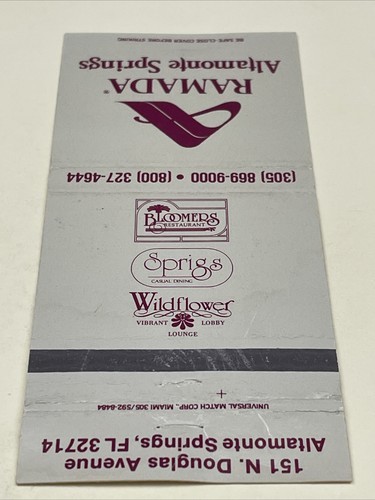 BE SAFE CLOSE COVER BEFORE STRIKING
RAMADA®
Altamonte Springs
(305) 869-9000 • (800) 327-4644
BLOOMERS
RESTAURANT
Sprigs
CASUAL DINING
Wildflower
VIBRANT LOBBY
LOUNGE
UNIVERSAL MATCH CORP., MIAMI 305/592-8484
151 N. Douglas Avenue
Altamonte Springs, FL 32714